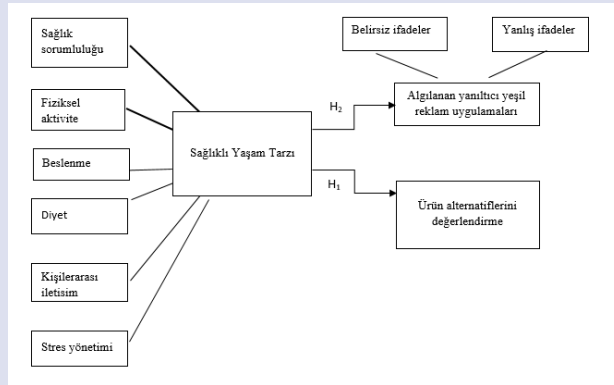 Sağlık
sorumluluğu
Fiziksel
aktivite
Beslenme
Diyet
Kişilerarası
iletisim
Stres yönetimi
Sağlıklı Yaşam Tarzı
H₂
H₁
Belirsiz ifadeler
Yanlış ifadeler
Algılanan yanıltıcı yeşil
reklam uygulamaları
Ürün alternatiflerini
değerlendirme